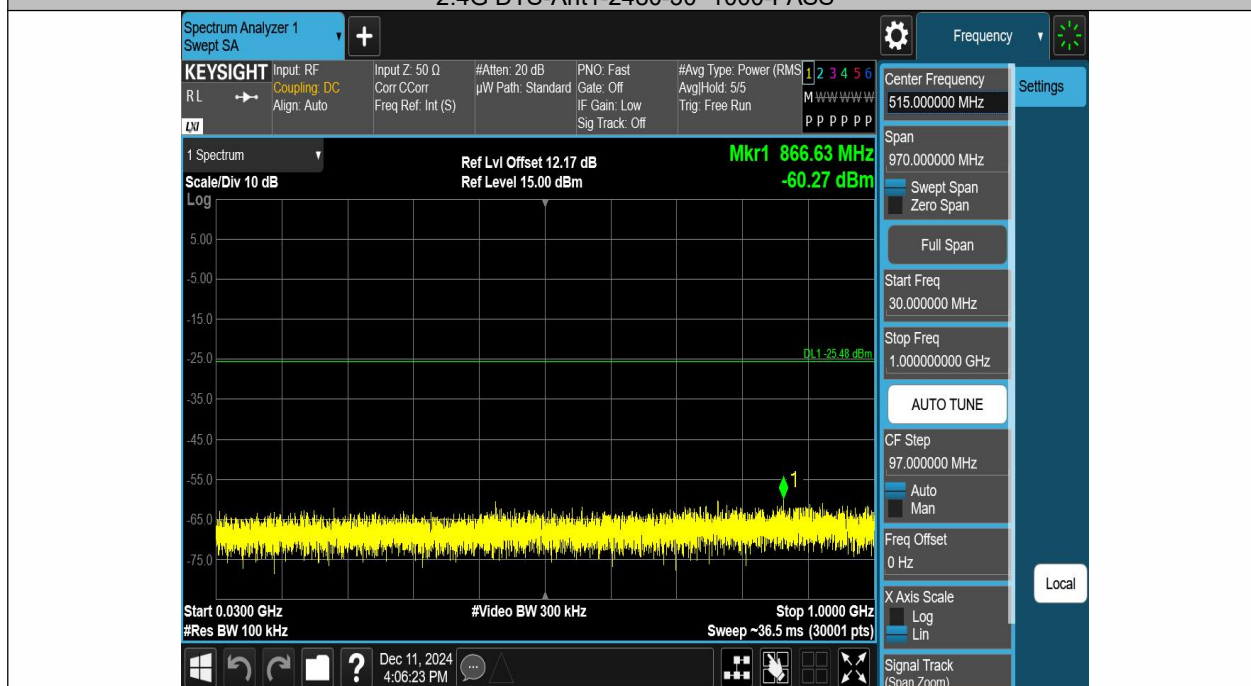 Spectrum Analyzer 1
Swept SA
Frequency
KEYSIGHT
RL
LXI
Input: RF
Coupling: DC
Align: Auto
Input Z: 50 Ω
Corr CCorr
Freq Ref: Int (S)
#Atten: 20 dB
µW Path: Standard
PNO: Fast
Gate: Off
IF Gain: Low
Sig Track: Off
#Avg Type: Power (RMS
Avg|Hold: 5/5
Trig: Free Run
1 2 3 4 5 6
M W W W W W
P P P P P P
1 Spectrum
Scale/Div 10 dB
Log
Ref Lvl Offset 12.17 dB
Ref Level 15.00 dBm
Mkr1 866.63 MHz
-60.27 dBm
5.00
-5.00
-15.0
-25.0
DL1 -25.48 dBm
-35.0
-45.0
-55.0
1
-65.0
-75.0
Start 0.0300 GHz
#Video BW 300 kHz
Stop 1.0000 GHz
#Res BW 100 kHz
Sweep ~36.5 ms (30001 pts)
?
Dec 11, 2024
4:06:23 PM
Center Frequency
515.000000 MHz
Settings
Span
970.000000 MHz
Swept Span
Zero Span
Full Span
Start Freq
30.000000 MHz
Stop Freq
1.000000000 GHz
AUTO TUNE
CF Step
97.000000 MHz
Auto
Man
Freq Offset
0 Hz
X Axis Scale
Log
Lin
Local
Signal Track
(Span Zoom)